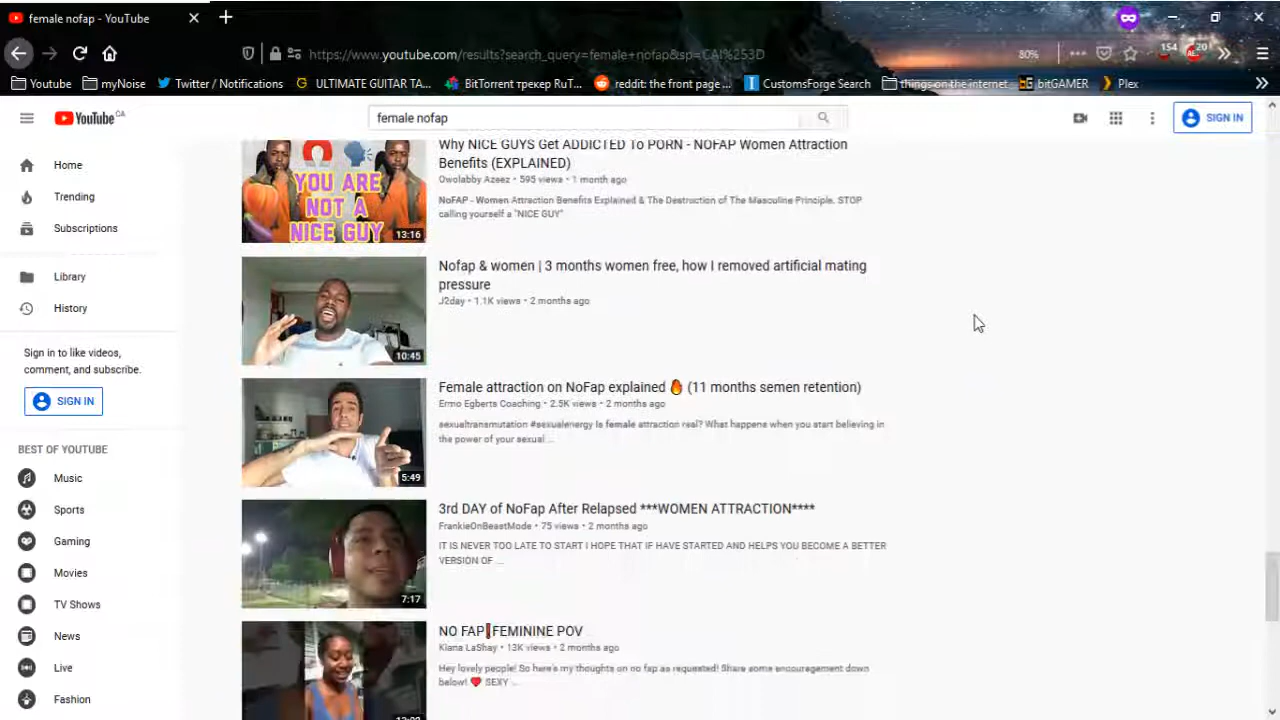 female nofap - YouTube
https://www.youtube.com/results?search_query=female+nofap&sp=CAI%253D
80%
154
20
Youtube
myNoise
Twitter / Notifications
ULTIMATE GUITAR TA...
BitTorrent трекер RuT...
reddit: the front page ...
CustomsForge Search
things on the internet
bitGAMER
Plex
YouTube CA
female nofap
SIGN IN
Home
Trending
Subscriptions
Library
History
Sign in to like videos,
comment, and subscribe.
SIGN IN
BEST OF YOUTUBE
Music
Sports
Gaming
Movies
TV Shows
News
Live
Fashion
YOU ARE
NOT A
NICE GUY
13:16
Why NICE GUYS Get ADDICTED To PORN - NOFAP Women Attraction
Benefits (EXPLAINED)
Owolabby Azeez • 595 views • 1 month ago
NoFAP - Women Attraction Benefits Explained & The Destruction of The Masculine Principle. STOP
calling yourself a "NICE GUY"
10:45
Nofap & women | 3 months women free, how I removed artificial mating
pressure
J2day • 1.1K views • 2 months ago
5:49
Female attraction on NoFap explained 🔥 (11 months semen retention)
Ermo Egberts Coaching • 2.5K views • 2 months ago
sexualtransmutation #sexualenergy Is female attraction real? What happens when you start believing in
the power of your sexual ...
7:17
3rd DAY of NoFap After Relapsed ***WOMEN ATTRACTION****
FrankieOnBeastMode • 75 views • 2 months ago
IT IS NEVER TOO LATE TO START I HOPE THAT IF HAVE STARTED AND HELPS YOU BECOME A BETTER
VERSION OF ...
NO FAP FEMININE POV
Kiana LaShay • 13K views • 2 months ago
Hey lovely people! So here's my thoughts on no fap as requested! Share some encouragement down
below! ❤️ SEXY ...